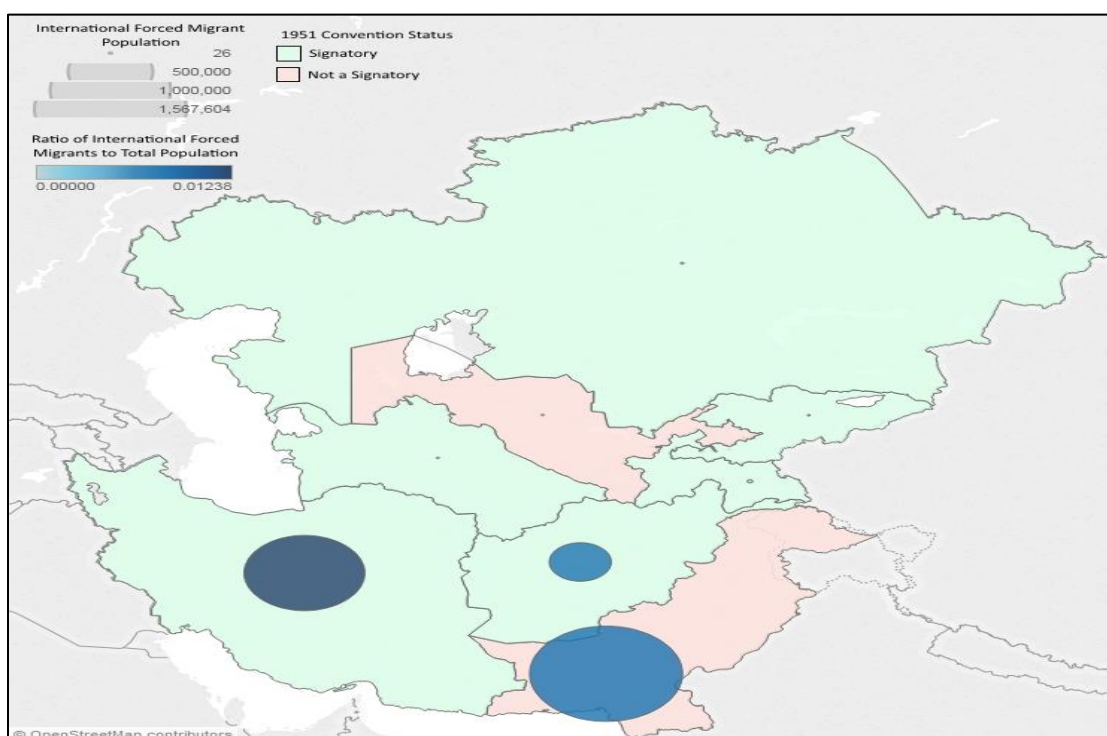 International Forced Migrant
Population
26
500,000
1,000,000
1,567,604
Ratio of International Forced
Migrants to Total Population
0.00000 0.01238
1951 Convention Status
Signatory
Not a Signatory
© OpenStreetMap contributors